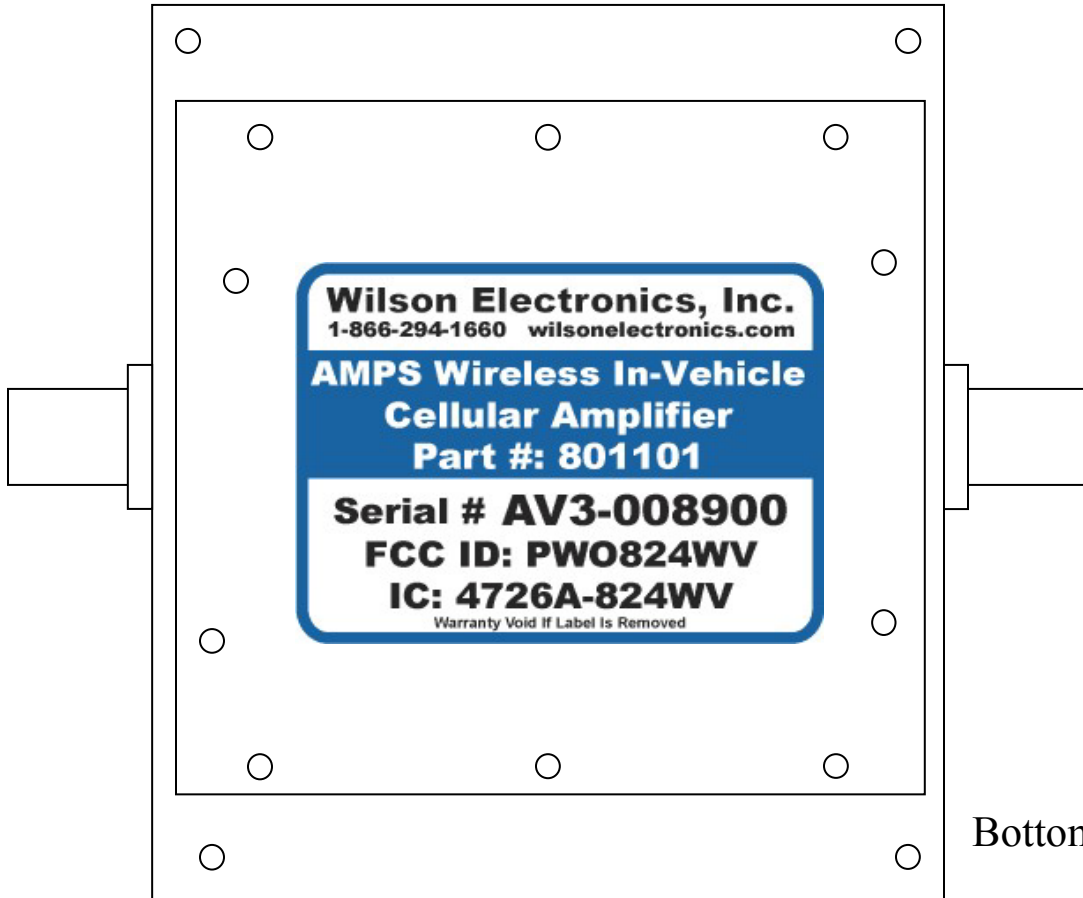 Wilson Electronics, Inc.
1-866-294-1660 wilsonelectronics.com
AMPS Wireless In-Vehicle
Cellular Amplifier
Part #: 801101
Serial # AV3-008900
FCC ID: PWO824WV
IC: 4726A-824WV
Warranty Void If Label Is Removed